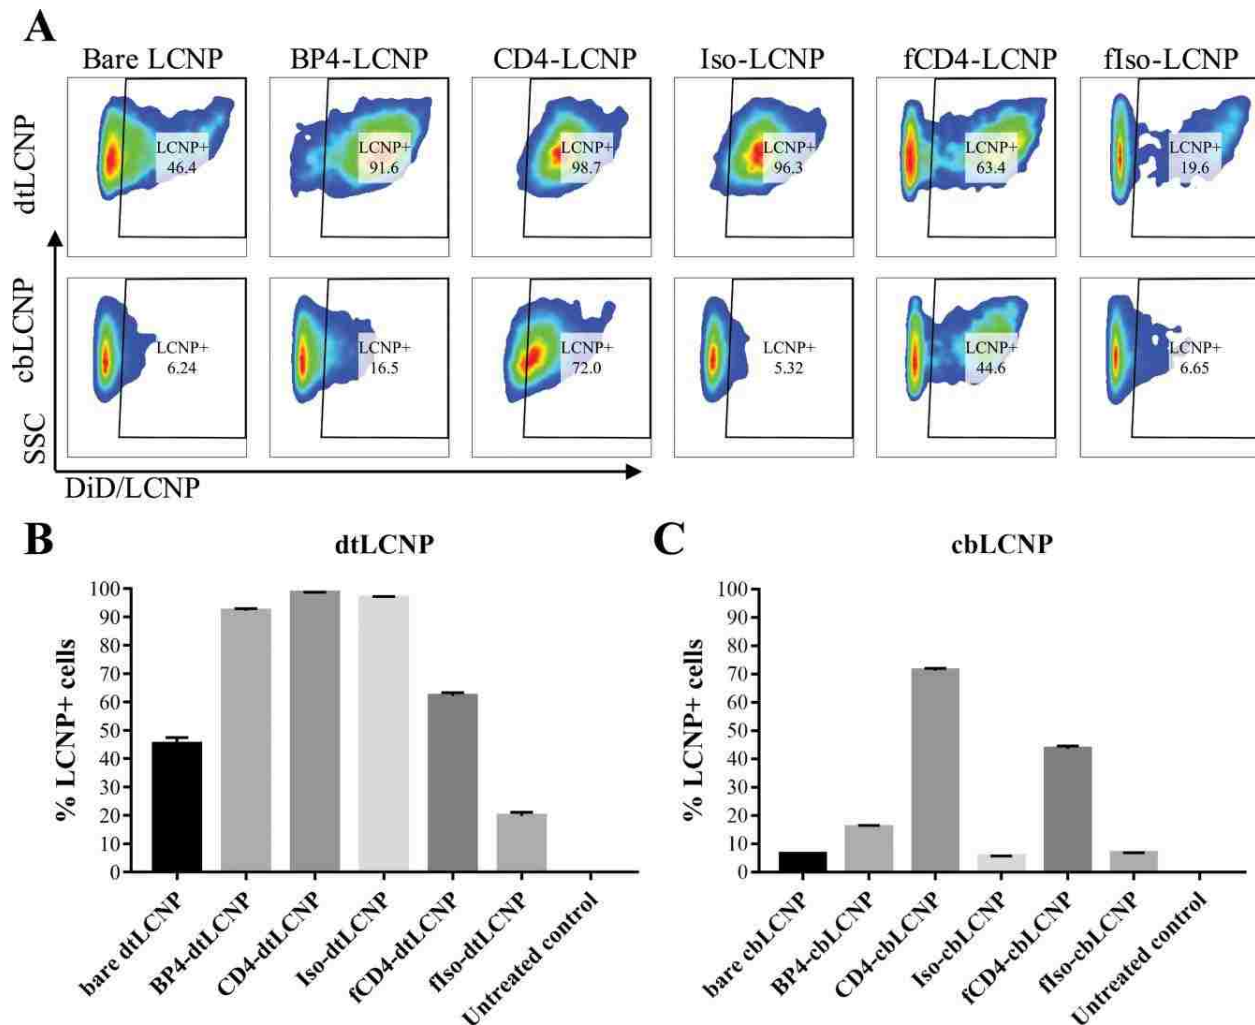 A
Bare LCNP BP4-LCNP CD4-LCNP Iso-LCNP fCD4-LCNP fIso-LCNP
dtLCNP
LCNP+ LCNP+ LCNP+ LCNP+ LCNP+ LCNP+
46.4 91.6 98.7 96.3 63.4 19.6
cbLCNP
LCNP+ LCNP+ LCNP+ LCNP+ LCNP+ LCNP+
6.24 16.5 72.0 5.32 44.6 6.65
SSC
DiD/LCNP
B
dtLCNP
% LCNP+ cells
100
90
80
70
60
50
40
30
20
10
0
bare dtLCNP
BP4-dtLCNP
CD4-dtLCNP
Iso-dtLCNP
fCD4-dtLCNP
fIso-dtLCNP
Untreated control
C
cbLCNP
% LCNP+ cells
100
90
80
70
60
50
40
30
20
10
0
bare cbLCNP
BP4-cbLCNP
CD4-cbLCNP
Iso-cbLCNP
fCD4-cbLCNP
fIso-cbLCNP
Untreated control